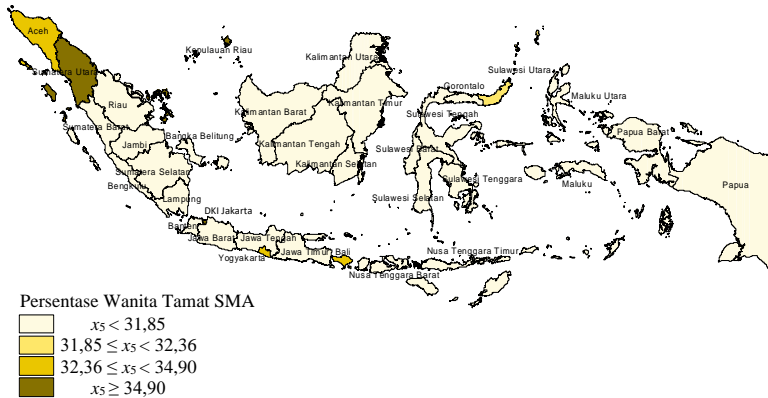 Aceh
Kepulauan Riau
Kalimantan Utara
Sulawesi Utara
Sumatera Utara
Gorontalo
Maluku Utara
Riau
Kalimantan Barat
Kalimantan Timur
Sulawesi Tengah
Sumatera Barat
Bangka Belitung
Papua Barat
Jambi
Kalimantan Tengah
Sulawesi Barat
Kalimantan Selatan
Sumatera Selatan
Sulawesi Tenggara
Bengkulu
Maluku
Papua
Lampung
Sulawesi Selatan
DKI Jakarta
Banten
Jawa Barat
Jawa Tengah
Jawa Timur
Bali
Nusa Tenggara Timur
Yogyakarta
Nusa Tenggara Barat
Persentase Wanita Tamat SMA
x5 < 31,85
31,85 ≤ x5 < 32,36
32,36 ≤ x5 < 34,90
x5 ≥ 34,90